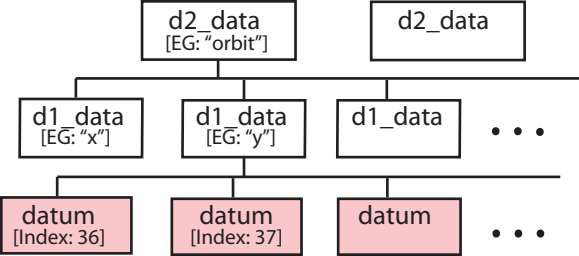 d2_data
[EG: “orbit”]
d2_data
d1_data
[EG: “x”]
d1_data
[EG: “y”]
d1_data
• • •
datum
[Index: 36]
datum
[Index: 37]
datum
• • •